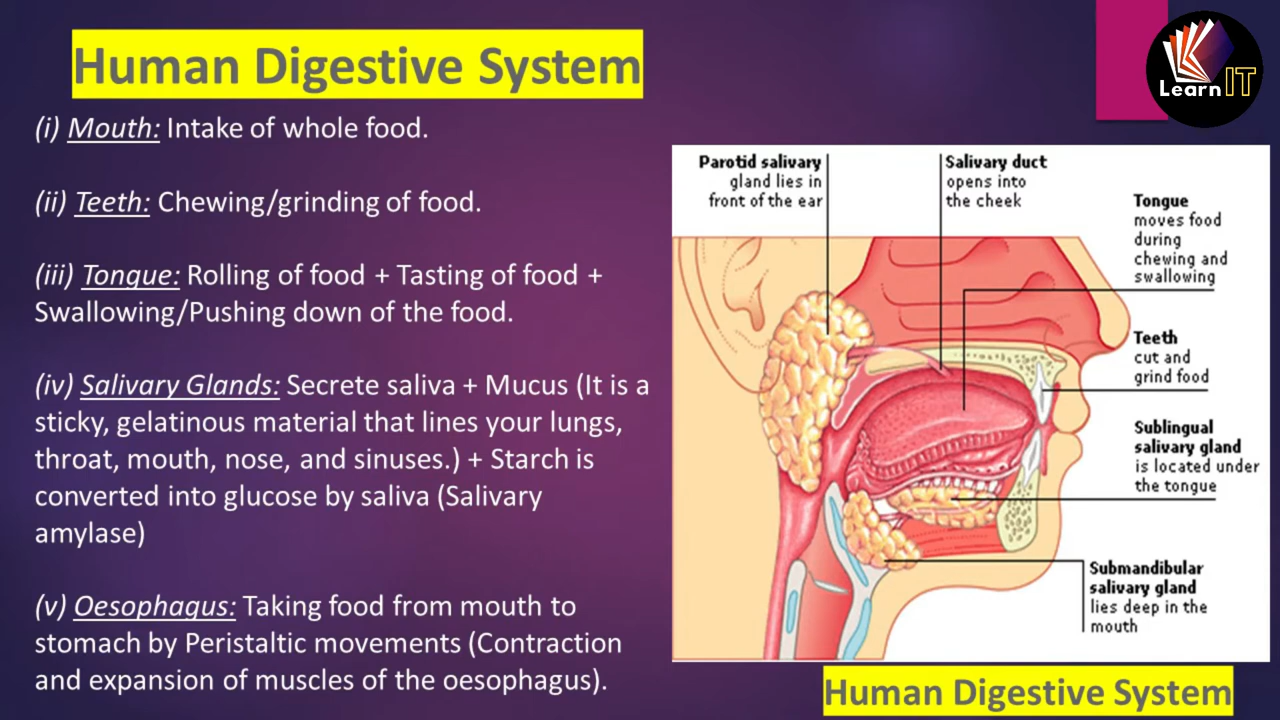 Human Digestive System
Learn IT
(i) Mouth: Intake of whole food.
(ii) Teeth: Chewing/grinding of food.
(iii) Tongue: Rolling of food + Tasting of food +
Swallowing/Pushing down of the food.
(iv) Salivary Glands: Secrete saliva + Mucus (It is a
sticky, gelatinous material that lines your lungs,
throat, mouth, nose, and sinuses.) + Starch is
converted into glucose by saliva (Salivary
amylase)
(v) Oesophagus: Taking food from mouth to
stomach by Peristaltic movements (Contraction
and expansion of muscles of the oesophagus).
Parotid salivary
gland lies in
front of the ear
Salivary duct
opens into
the cheek
Tongue
moves food
during
chewing and
swallowing
Teeth
cut and
grind food
Sublingual
salivary gland
is located under
the tongue
Submandibular
salivary gland
lies deep in the
mouth
Human Digestive System